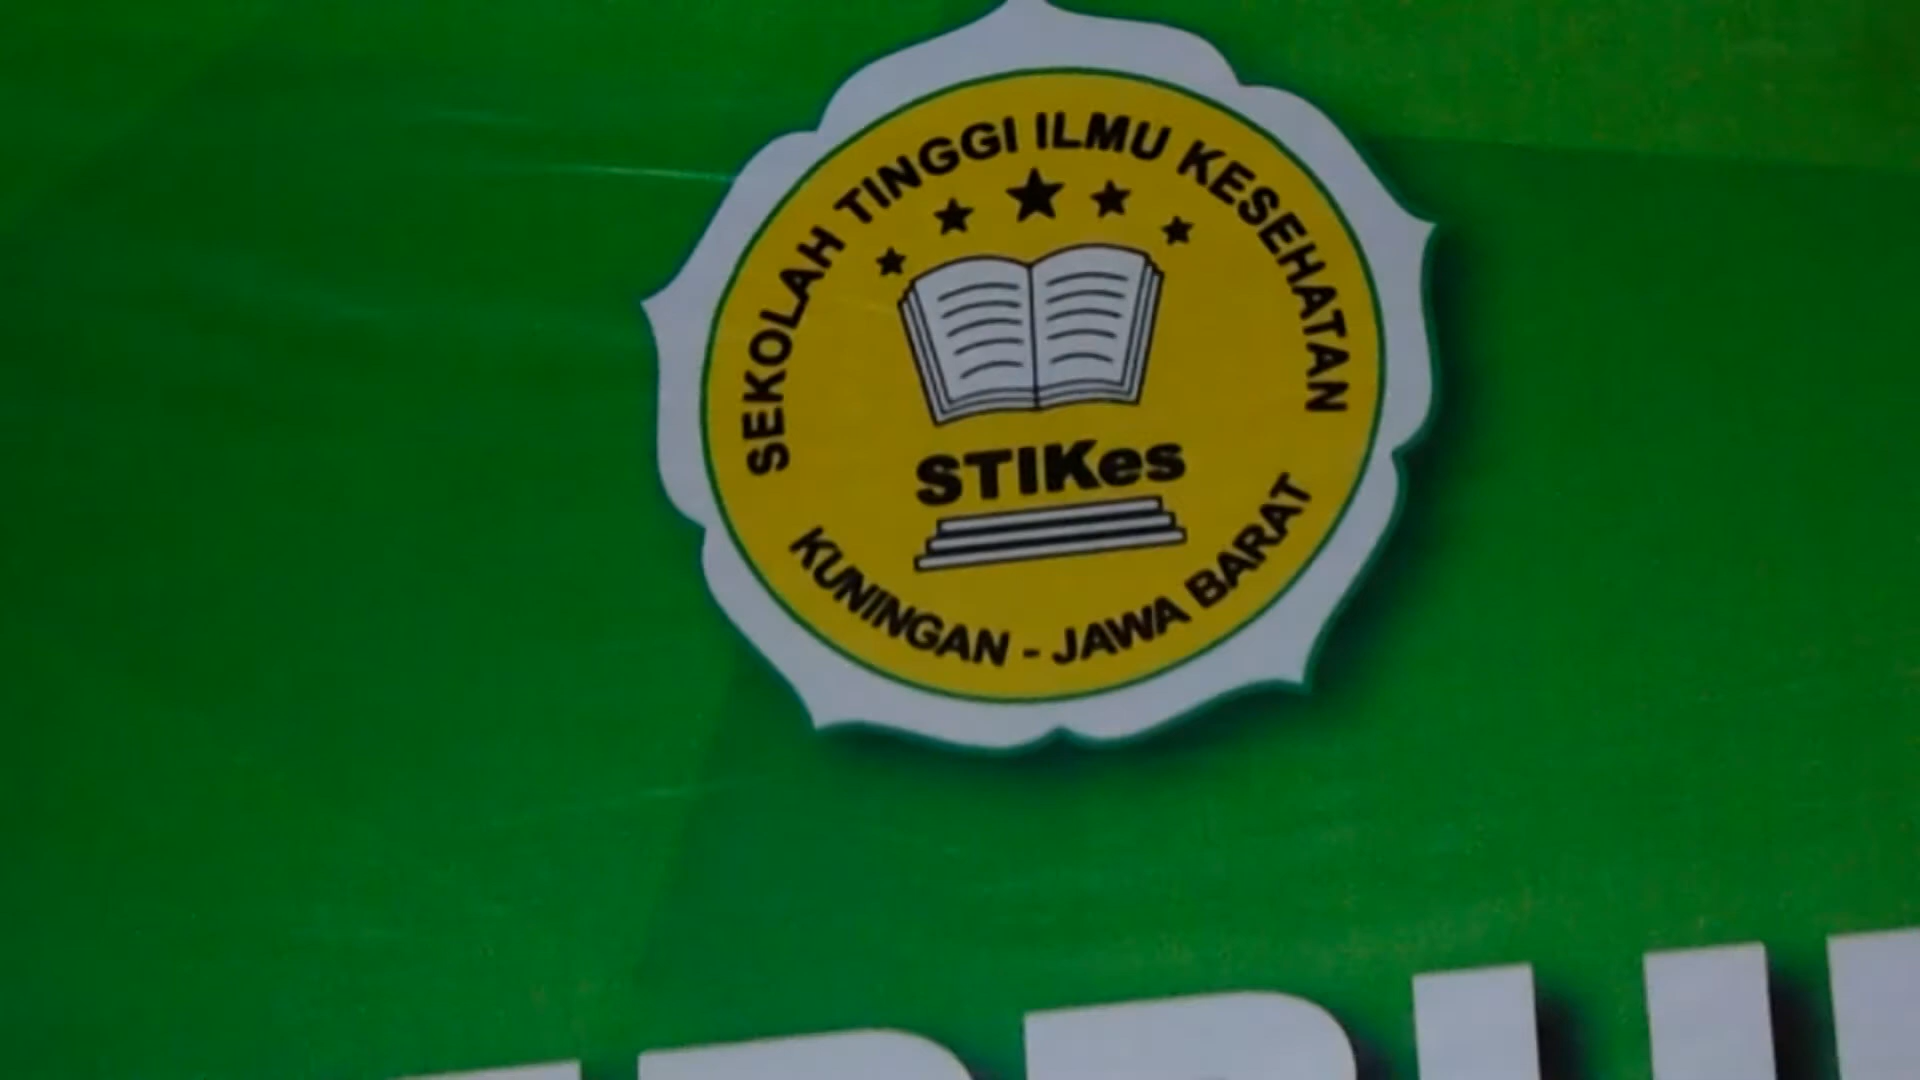 SEKOLAH TINGGI ILMU KESEHATAN
STIKes
KUNINGAN - JAWA BARAT